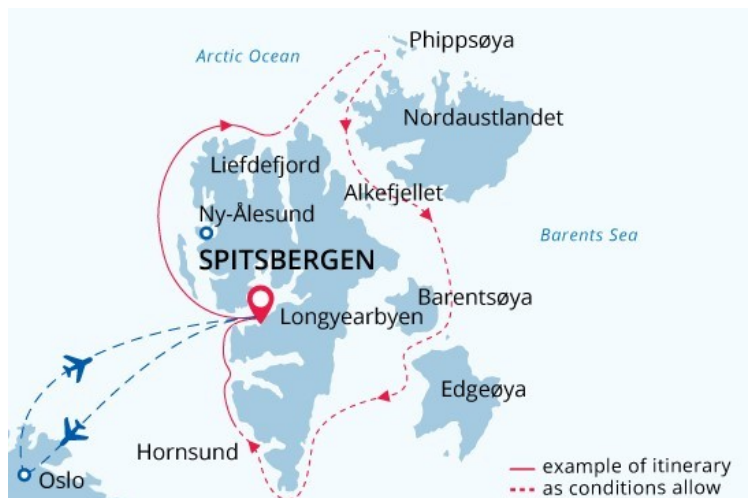 Phippsøya
Arctic Ocean
Nordaustlandet
Liefdefjord
Alkefjellet
Ny-Ålesund
Barents Sea
SPITSBERGEN
Barentsøya
Longyearbyen
Edgeøya
Hornsund
Oslo
example of itinerary
as conditions allow